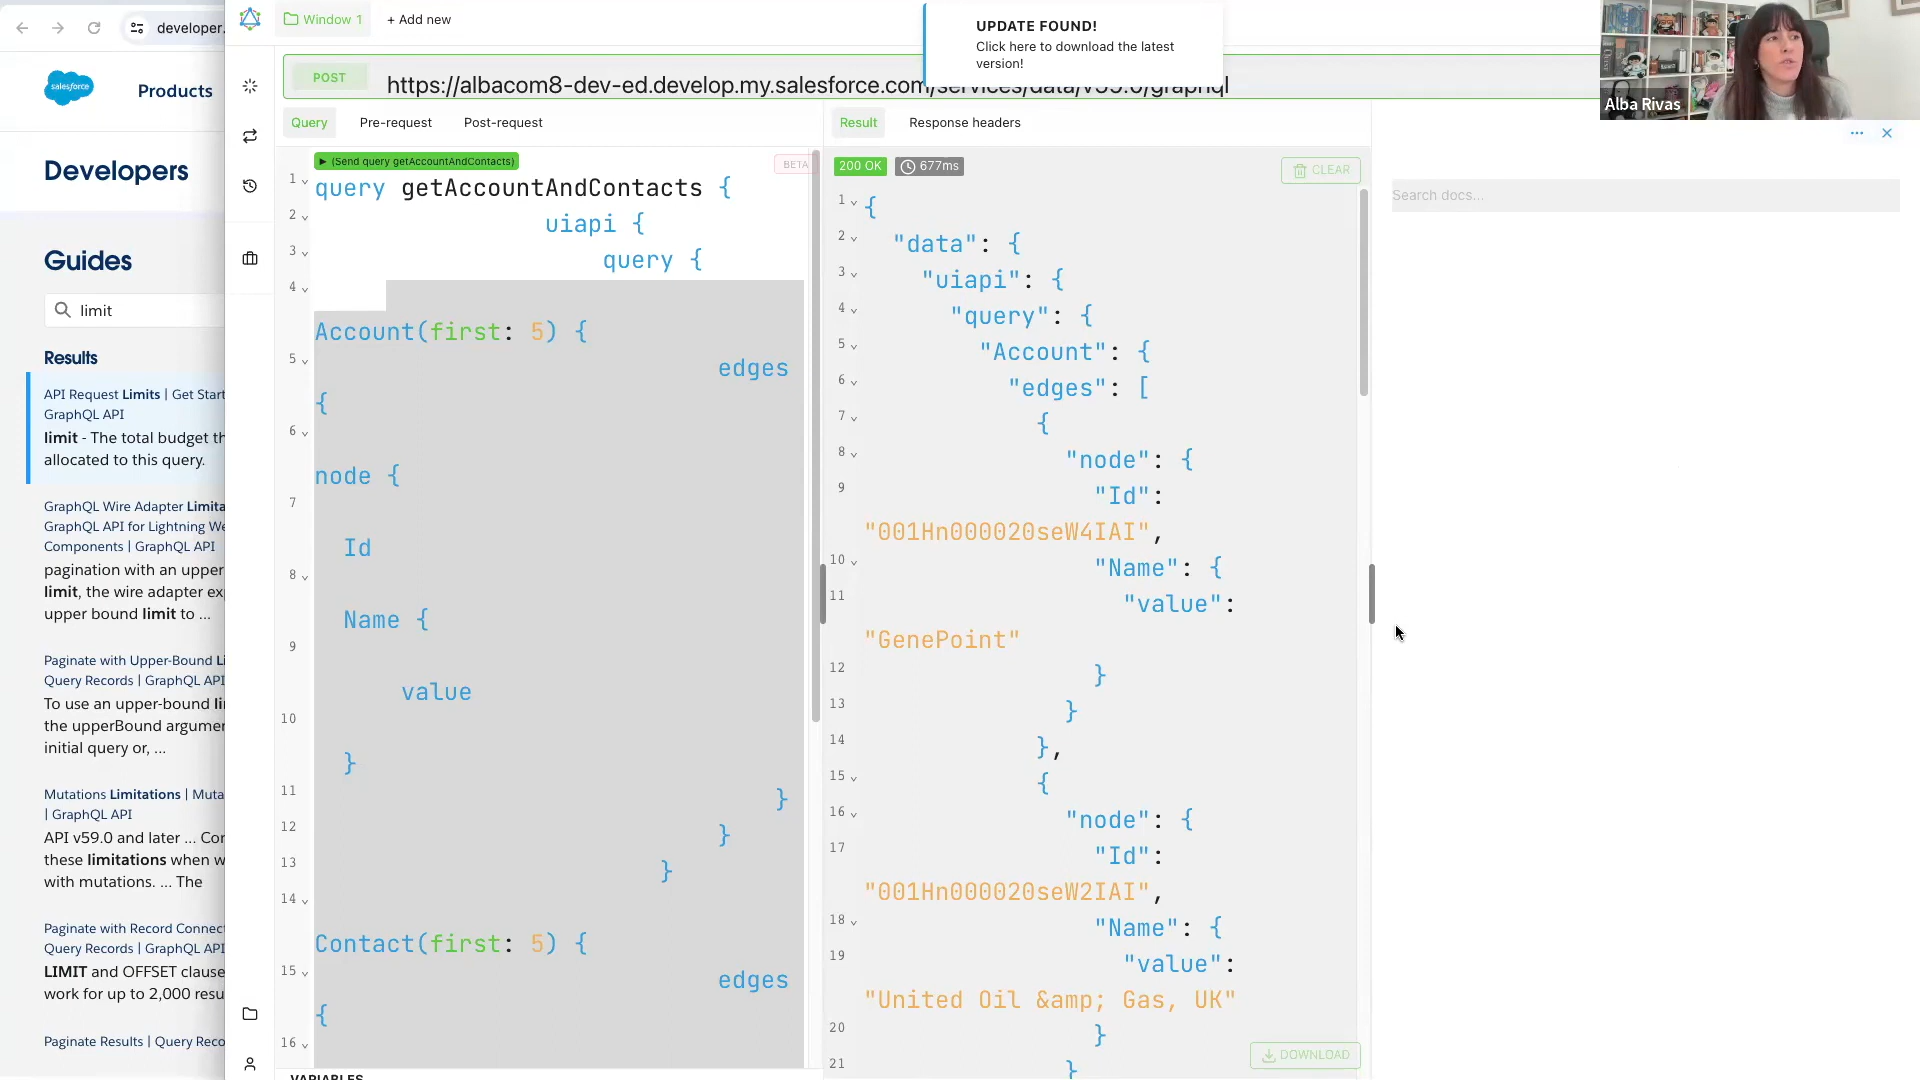 developer.
Window 1
+ Add new
UPDATE FOUND!
Click here to download the latest
version!
Alba Rivas
salesforce
Products
POST
https://albacom8-dev-ed.develop.my.salesforce.com/services/data/v59.0/graphql
Query
Pre-request
Post-request
Result
Response headers
Developers
(Send query getAccountAndContacts)
BETA
200 OK
677ms
CLEAR
Search docs...
Guides
limit
Results
API Request Limits | Get Start
GraphQL API
limit - The total budget th
allocated to this query.
GraphQL Wire Adapter Limita
GraphQL API for Lightning We
Components | GraphQL API
pagination with an upper
limit, the wire adapter ex
upper bound limit to ...
Paginate with Upper-Bound Li
Query Records | GraphQL API
To use an upper-bound li
the upperBound argumer
initial query or, ...
Mutations Limitations | Muta
| GraphQL API
API v59.0 and later ... Cor
these limitations when w
with mutations. ... The
Paginate with Record Connect
Query Records | GraphQL API
LIMIT and OFFSET clause
work for up to 2,000 resu
Paginate Results | Query Reco
1 query getAccountAndContacts {
2 uiapi {
3 query {
4
Account(first: 5) {
5 edges
{
6
node {
7
Id
8
Name {
9
value
10
}
11 }
12 }
13 }
14
Contact(first: 5) {
15 edges
{
16
VARIABLES
1 {
2 "data": {
3 "uiapi": {
4 "query": {
5 "Account": {
6 "edges": [
7 {
8 "node": {
9 "Id":
"001Hn000020seW4IAI",
10 "Name": {
11 "value":
"GenePoint"
12 }
13 }
14 },
15 {
16 "node": {
17 "Id":
"001Hn000020seW2IAI",
18 "Name": {
19 "value":
"United Oil &amp; Gas, UK"
20 }
21 }
DOWNLOAD